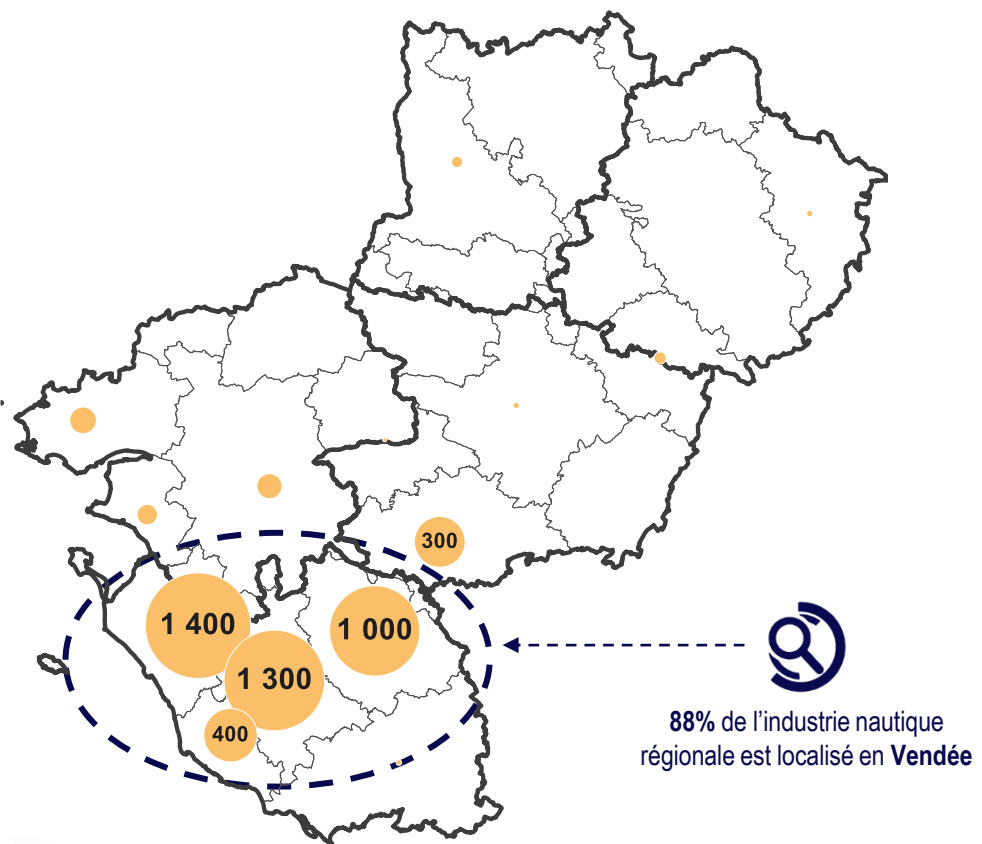 300
1 400
1 000
1 300
400
88% de l’industrie nautique
régionale est localisé en Vendée